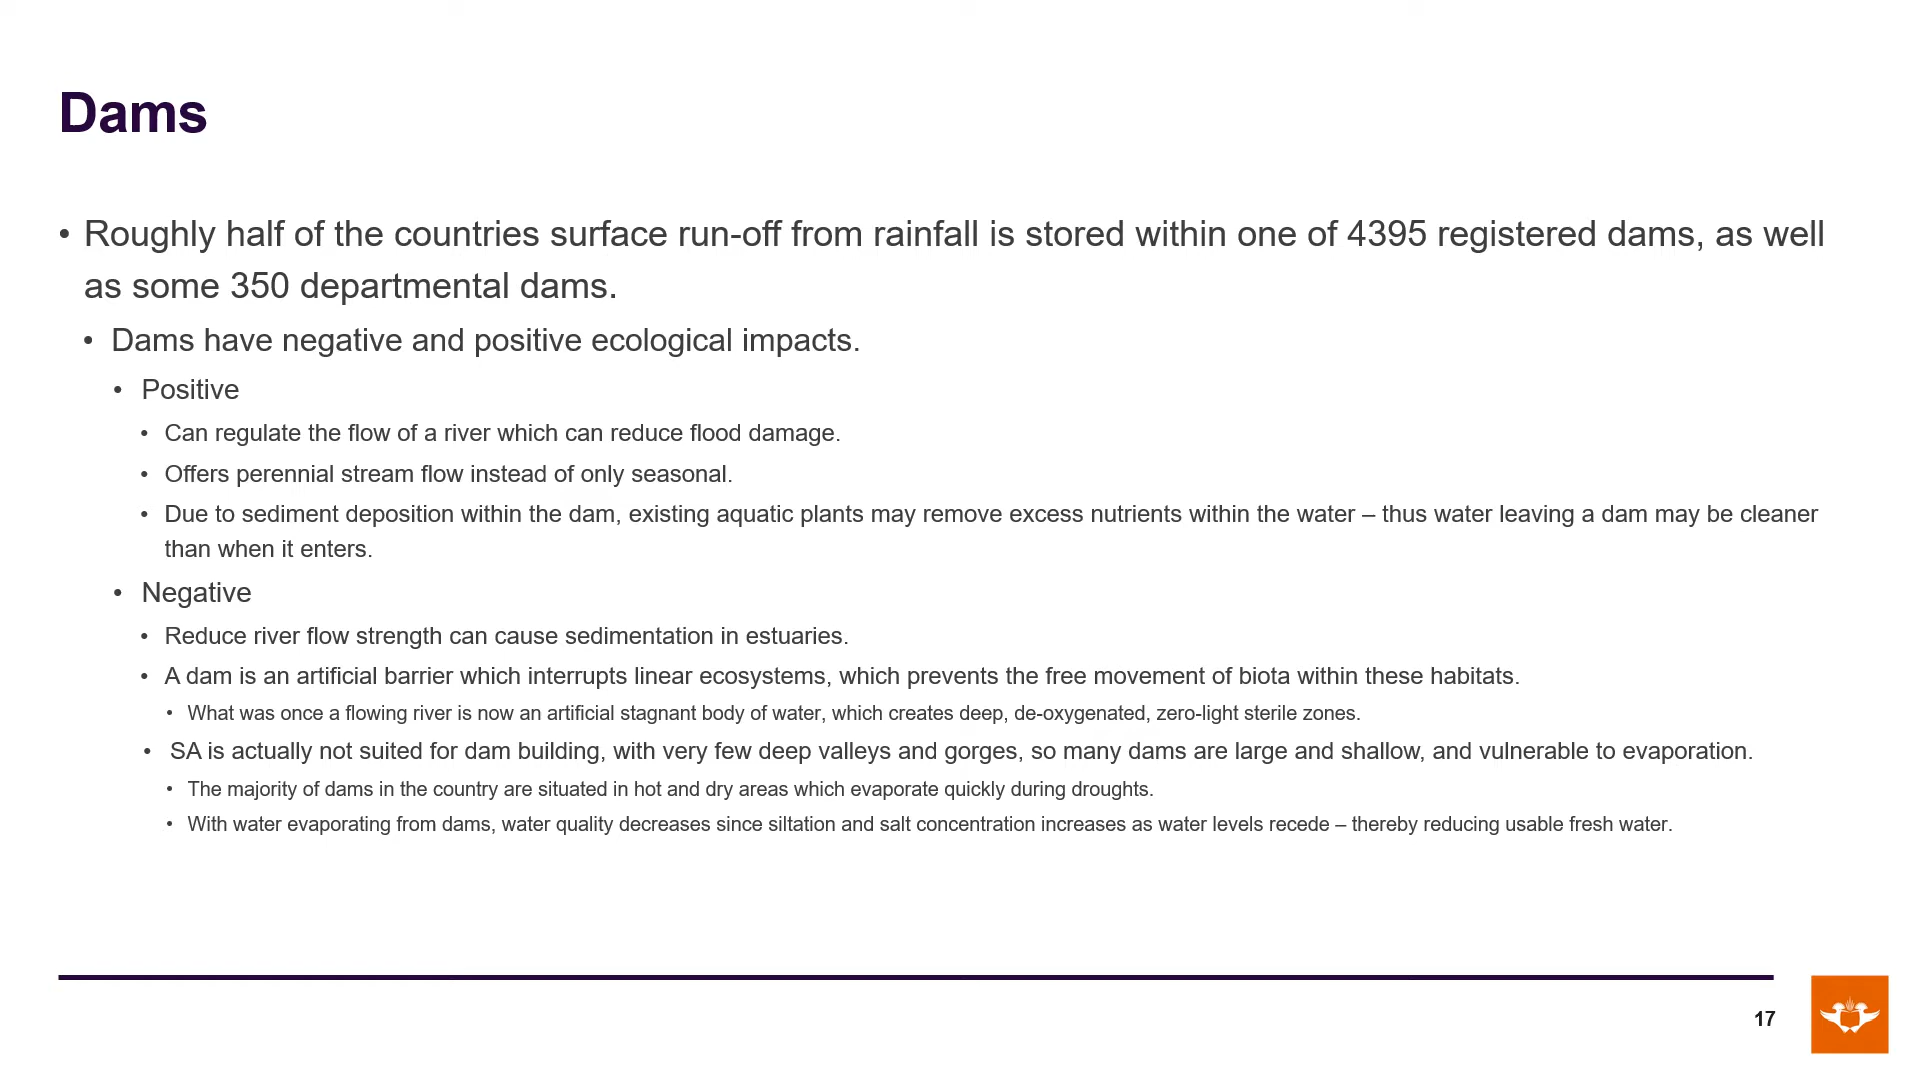 Dams
• Roughly half of the countries surface run-off from rainfall is stored within one of 4395 registered dams, as well
as some 350 departmental dams.
• Dams have negative and positive ecological impacts.
• Positive
• Can regulate the flow of a river which can reduce flood damage.
• Offers perennial stream flow instead of only seasonal.
• Due to sediment deposition within the dam, existing aquatic plants may remove excess nutrients within the water – thus water leaving a dam may be cleaner
than when it enters.
• Negative
• Reduce river flow strength can cause sedimentation in estuaries.
• A dam is an artificial barrier which interrupts linear ecosystems, which prevents the free movement of biota within these habitats.
• What was once a flowing river is now an artificial stagnant body of water, which creates deep, de-oxygenated, zero-light sterile zones.
• SA is actually not suited for dam building, with very few deep valleys and gorges, so many dams are large and shallow, and vulnerable to evaporation.
• The majority of dams in the country are situated in hot and dry areas which evaporate quickly during droughts.
• With water evaporating from dams, water quality decreases since siltation and salt concentration increases as water levels recede – thereby reducing usable fresh water.
17